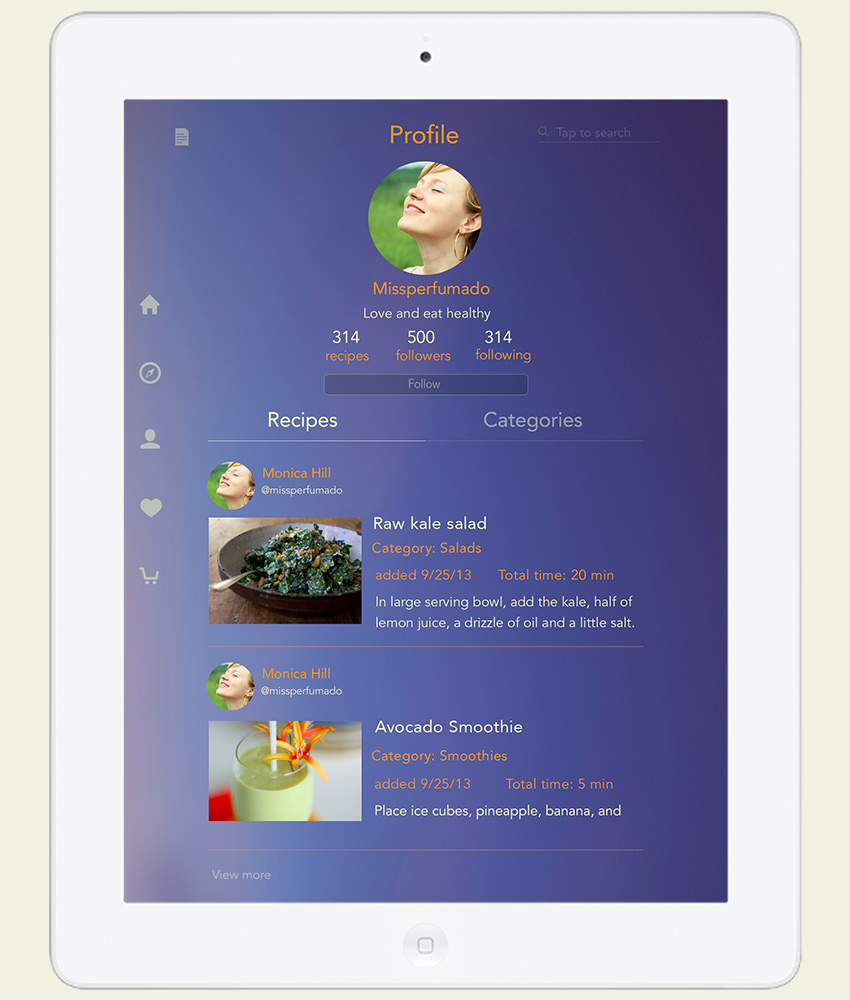 Profile
Tap to search
Missperfumado
Love and eat healthy
314 500 314
recipes followers following
Follow
Recipes Categories
Monica Hill
@missperfumado
Raw kale salad
Category: Salads
added 9/25/13 Total time: 20 min
In large serving bowl, add the kale, half of
lemon juice, a drizzle of oil and a little salt.
Monica Hill
@missperfumado
Avocado Smoothie
Category: Smoothies
added 9/25/13 Total time: 5 min
Place ice cubes, pineapple, banana, and
View more